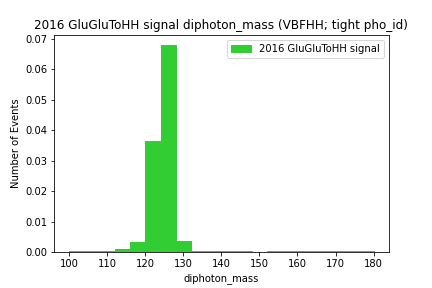 2016 GluGluToHH signal diphoton_mass (VBFHH; tight pho_id)
2016 GluGluToHH signal
Number of Events
0.07
0.06
0.05
0.04
0.03
0.02
0.01
0.00
100 110 120 130 140 150 160 170 180
diphoton_mass